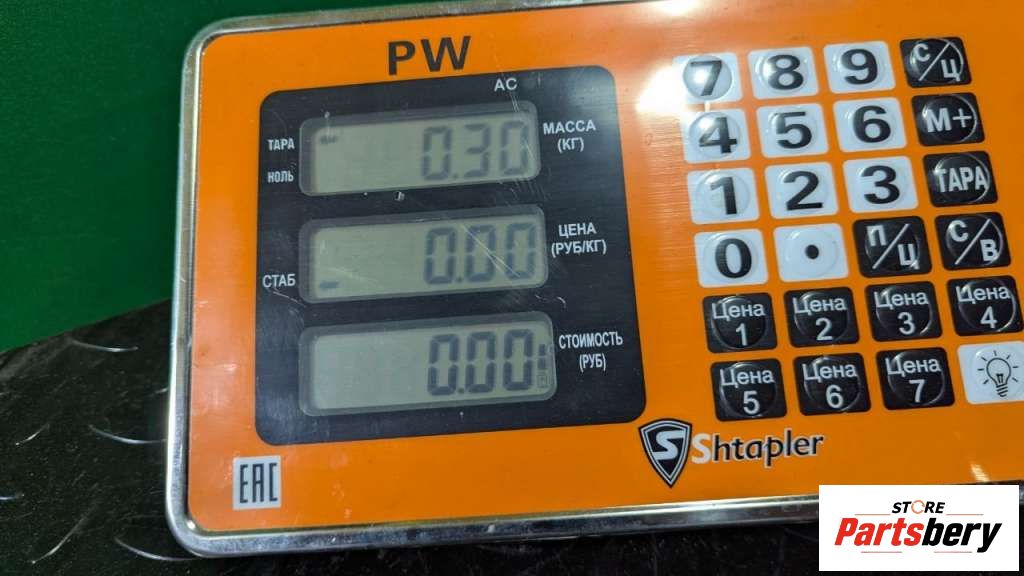 PW
AC
ТАРА
НОЛЬ
0.30
МАССА
(КГ)
СТАБ
0.00
ЦЕНА
(РУБ/КГ)
0.00
СТОИМОСТЬ
(РУБ)
7 8 9 С/Ц
4 5 6 М+
1 2 3 ТАРА
0 • П/Ц С/В
Цена 1 Цена 2 Цена 3 Цена 4
Цена 5 Цена 6 Цена 7
EAC
S Shtapler
STORE
Partsbery